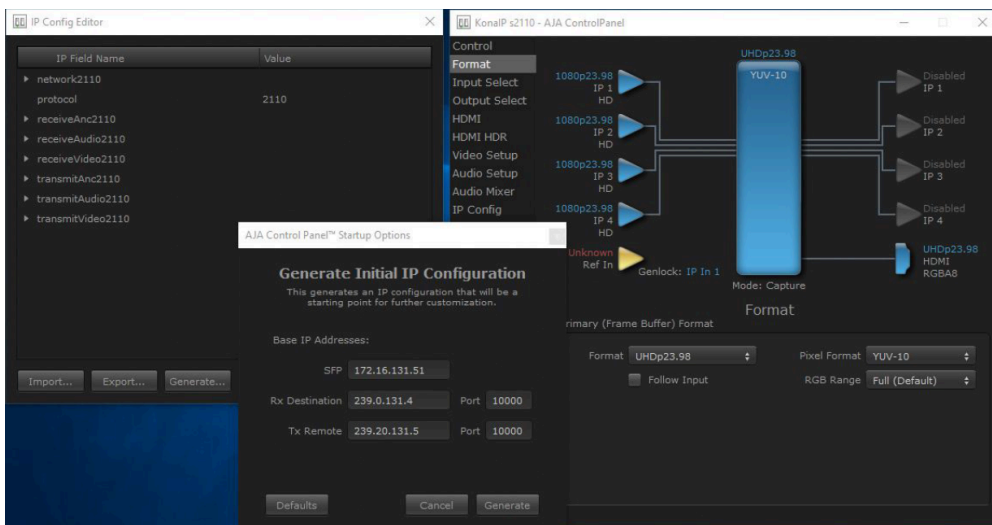 IP Config Editor
IP Field Name Value
network2110
protocol 2110
receiveAnc2110
receiveAudio2110
receiveVideo2110
transmitAnc2110
transmitAudio2110
transmitVideo2110
Import... Export... Generate...
AJA Control Panel™ Startup Options
Generate Initial IP Configuration
This generates an IP configuration that will be a
starting point for further customization.
Base IP Addresses:
SFP 172.16.131.51
Rx Destination 239.0.131.4 Port 10000
Tx Remote 239.20.131.5 Port 10000
Defaults Cancel Generate
KonaIP s2110 - AJA ControlPanel
Control
Format
Input Select
Output Select
HDMI
HDMI HDR
Video Setup
Audio Setup
Audio Mixer
IP Config
1080p23.98
IP 1
HD
1080p23.98
IP 2
HD
1080p23.98
IP 3
HD
1080p23.98
IP 4
HD
Unknown
Ref In
Genlock: IP In 1
UHDp23.98
YUV-10
Mode: Capture
Disabled
IP 1
Disabled
IP 2
Disabled
IP 3
Disabled
IP 4
UHDp23.98
HDMI
RGBA8
Format
rimary (Frame Buffer) Format
Format UHDp23.98 Pixel Format YUV-10
Follow Input RGB Range Full (Default)